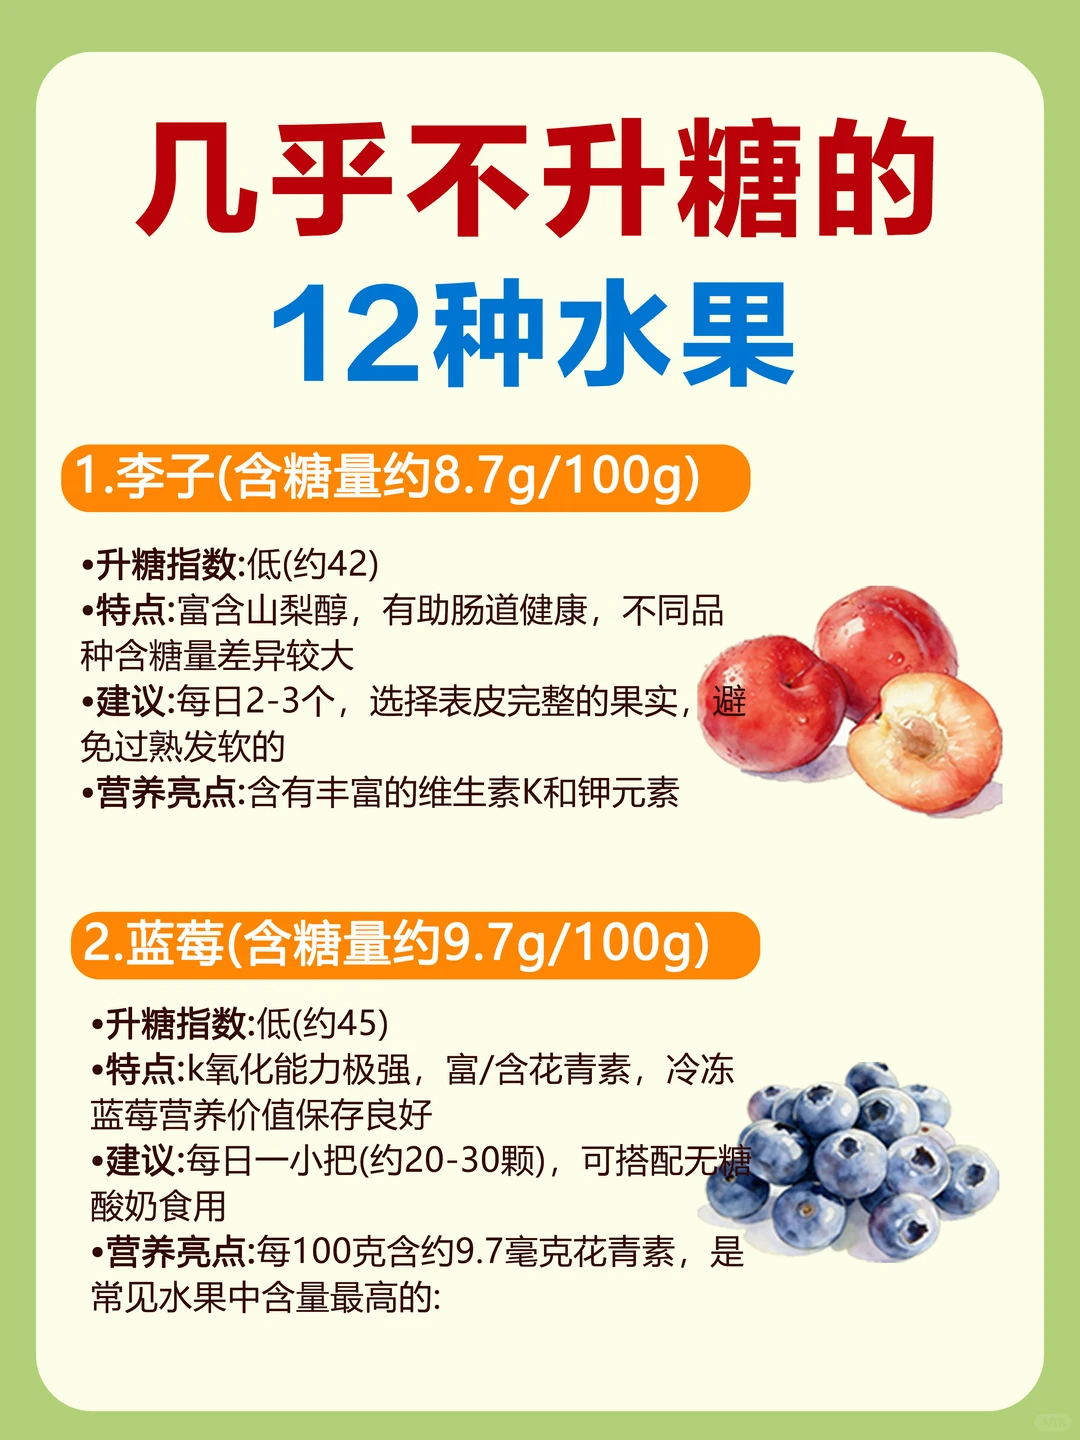 几乎不升糖的
12种水果
1.李子(含糖量约8.7g/100g)
•升糖指数:低(约42)
•特点:富含山梨醇，有助肠道健康，不同品
种含糖量差异较大
•建议:每日2-3个，选择表皮完整的果实，避
免过熟发软的
•营养亮点:含有丰富的维生素K和钾元素
2.蓝莓(含糖量约9.7g/100g)
•升糖指数:低(约45)
•特点:k氧化能力极强，富/含花青素，冷冻
蓝莓营养价值保存良好
•建议:每日一小把(约20-30颗)，可搭配无糖
酸奶食用
•营养亮点:每100克含约9.7毫克花青素，是
常见水果中含量最高的: